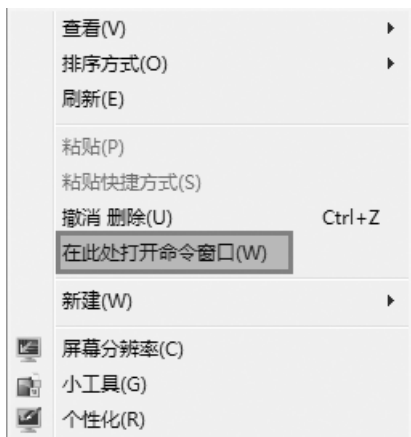 查看(V)
排序方式(O)
刷新(E)
粘贴(P)
粘贴快捷方式(S)
撤消 删除(U) Ctrl+Z
在此处打开命令窗口(W)
新建(W)
屏幕分辨率(C)
小工具(G)
个性化(R)